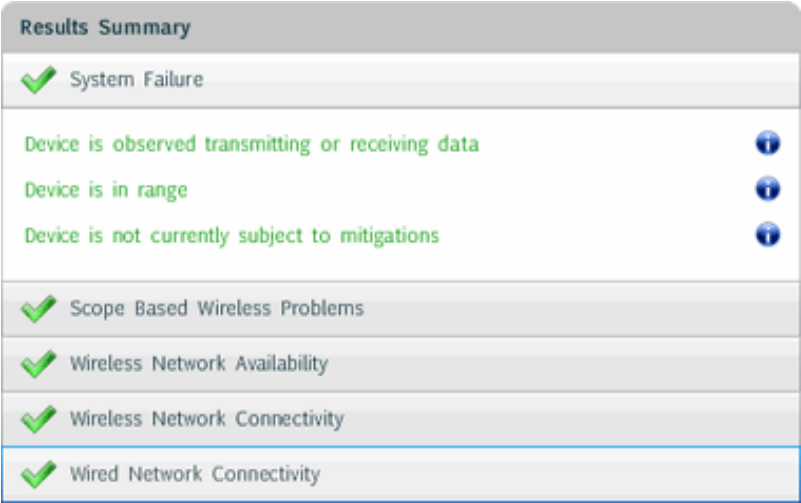 Results Summary
System Failure
Device is observed transmitting or receiving data
Device is in range
Device is not currently subject to mitigations
Scope Based Wireless Problems
Wireless Network Availability
Wireless Network Connectivity
Wired Network Connectivity